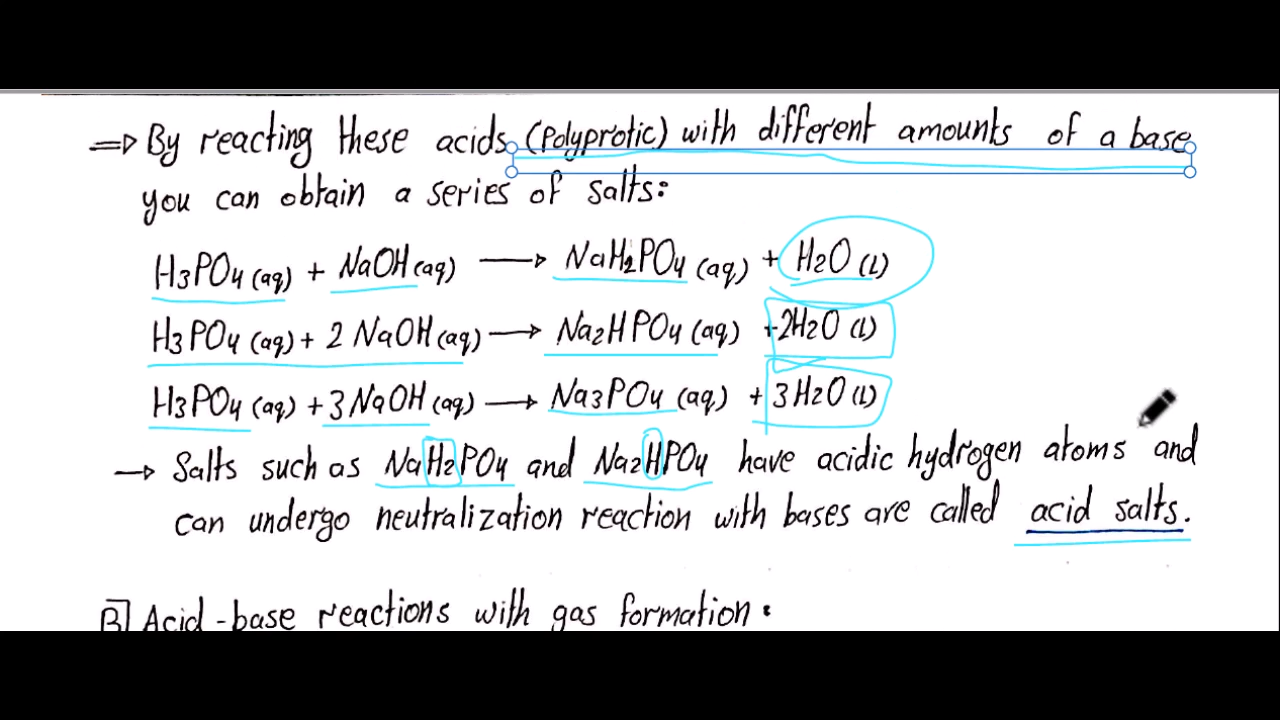 ⇒ By reacting these acids (Polyprotic) with different amounts of a base
you can obtain a series of salts:
H3PO4 (aq) + NaOH (aq) ⟶ NaH2PO4 (aq) + H2O (l)
H3PO4 (aq) + 2 NaOH (aq) ⟶ Na2HPO4 (aq) + 2H2O (l)
H3PO4 (aq) + 3 NaOH (aq) ⟶ Na3PO4 (aq) + 3 H2O (l)
→ Salts such as NaH2PO4 and Na2HPO4 have acidic hydrogen atoms and
can undergo neutralization reaction with bases are called acid salts.
B] Acid-base reactions with gas formation: